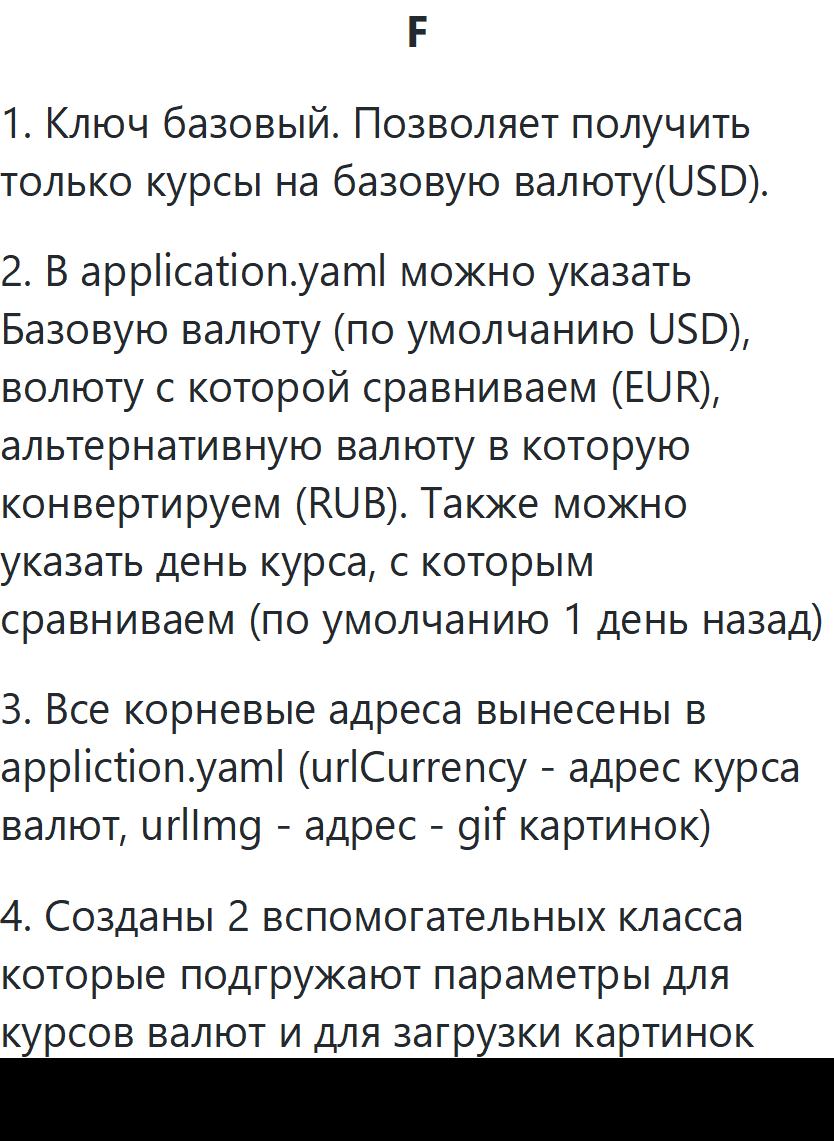 F
1. Ключ базовый. Позволяет получить
только курсы на базовую валюту(USD).
2. В application.yaml можно указать
Базовую валюту (по умолчанию USD),
волюту с которой сравниваем (EUR),
альтернативную валюту в которую
конвертируем (RUB). Также можно
указать день курса, с которым
сравниваем (по умолчанию 1 день назад)
3. Все корневые адреса вынесены в
appliction.yaml (urlCurrency - адрес курса
валют, urlImg - адрес - gif картинок)
4. Созданы 2 вспомогательных класса
которые подгружают параметры для
курсов валют и для загрузки картинок